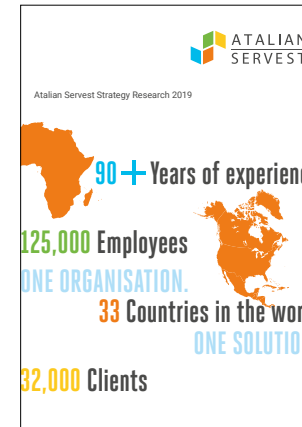 ATALIAN
SERVEST
Atalian Servest Strategy Research 2019
90+ Years of experienc
125,000 Employees
ONE ORGANISATION.
33 Countries in the wor
ONE SOLUTIO
32,000 Clients